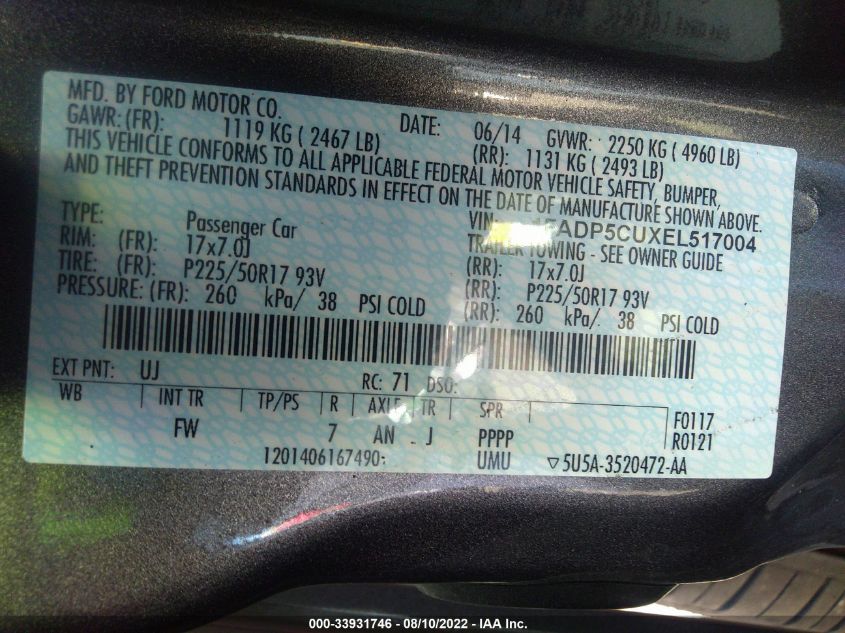 MFD. BY FORD MOTOR CO.
DATE: 06/14 GVWR: 2250 KG ( 4960 LB)
GAWR: (FR): 1119 KG ( 2467 LB) (RR): 1131 KG ( 2493 LB)
THIS VEHICLE CONFORMS TO ALL APPLICABLE FEDERAL MOTOR VEHICLE SAFETY, BUMPER,
AND THEFT PREVENTION STANDARDS IN EFFECT ON THE DATE OF MANUFACTURE SHOWN ABOVE.
VIN: 1FADP5CUXEL517004
TYPE: Passenger Car TRAILER TOWING - SEE OWNER GUIDE
RIM: (FR): 17x7.0J (RR): 17x7.0J
TIRE: (FR): P225/50R17 93V (RR): P225/50R17 93V
PRESSURE: (FR): 260 kPa/ 38 PSI COLD (RR): 260 kPa/ 38 PSI COLD
EXT PNT: UJ RC: 71 DSO:
WB INT TR TP/PS R AXLE TR SPR F0117
FW 7 AN J PPPP R0121
UMU ▽5U5A-3520472-AA
000-33931746 - 08/10/2022 - IAA Inc.